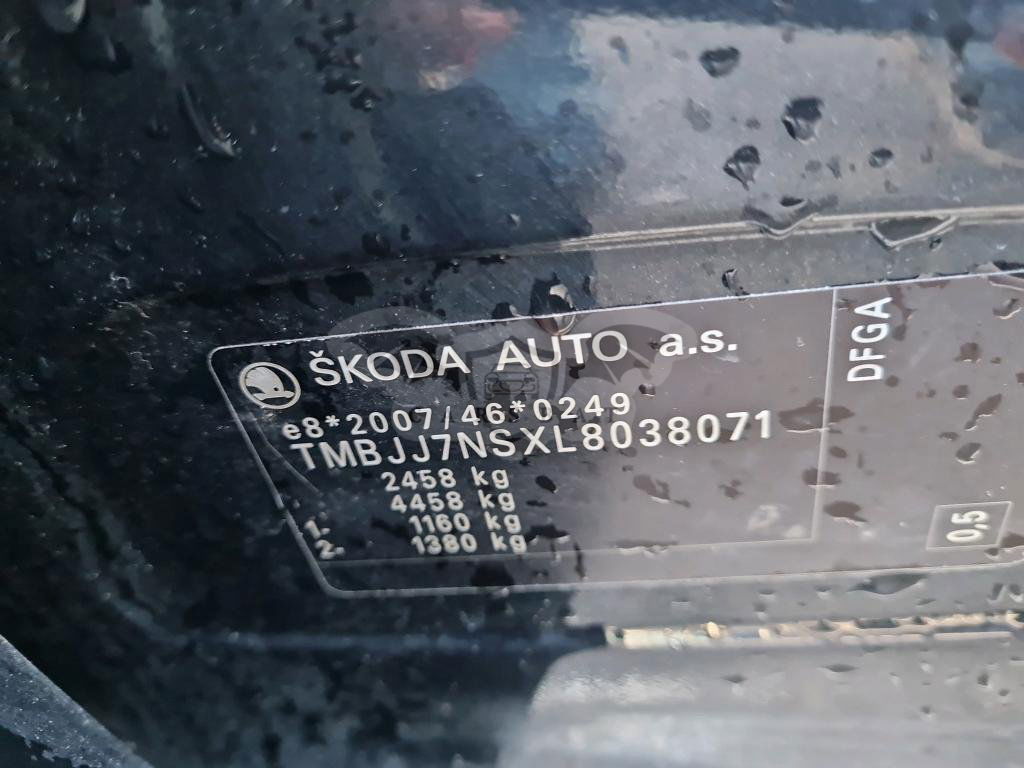 ŠKODA AUTO a.s.
e8*2007/46*0249
TMBJJ7NSXL8038071
2458 kg
4458 kg
1. 1160 kg
2. 1380 kg
DFGA
0,5